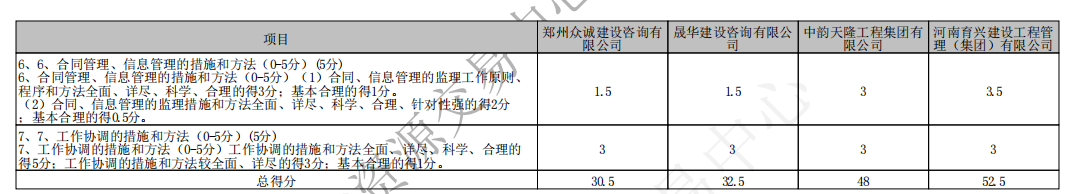 项目
郑州众诚建设咨询有限公司
晟华建设咨询有限公司
中韵天隆工程集团有限公司
河南育兴建设工程管理（集团）有限公司
6、6、合同管理、信息管理的措施和方法（0-5分）(5分)
6、合同管理、信息管理的措施和方法（0-5分）（1）合同、信息管理的监理工作原则、
程序和方法全面、详尽、科学、合理的得3分；基本合理的得1分。
（2）合同、信息管理的监理措施和方法全面、详尽、科学、合理、针对性强的得2分
；基本合理的得0.5分。
1.5
1.5
3
3.5
7、7、工作协调的措施和方法（0-5分）(5分)
7、工作协调的措施和方法（0-5分）工作协调的措施和方法全面、详尽、科学、合理的
得5分；工作协调的措施和方法较全面、详尽的得3分；基本合理的得1分。
3
3
3
3
总得分
30.5
32.5
48
52.5
资源交易中心
易中心